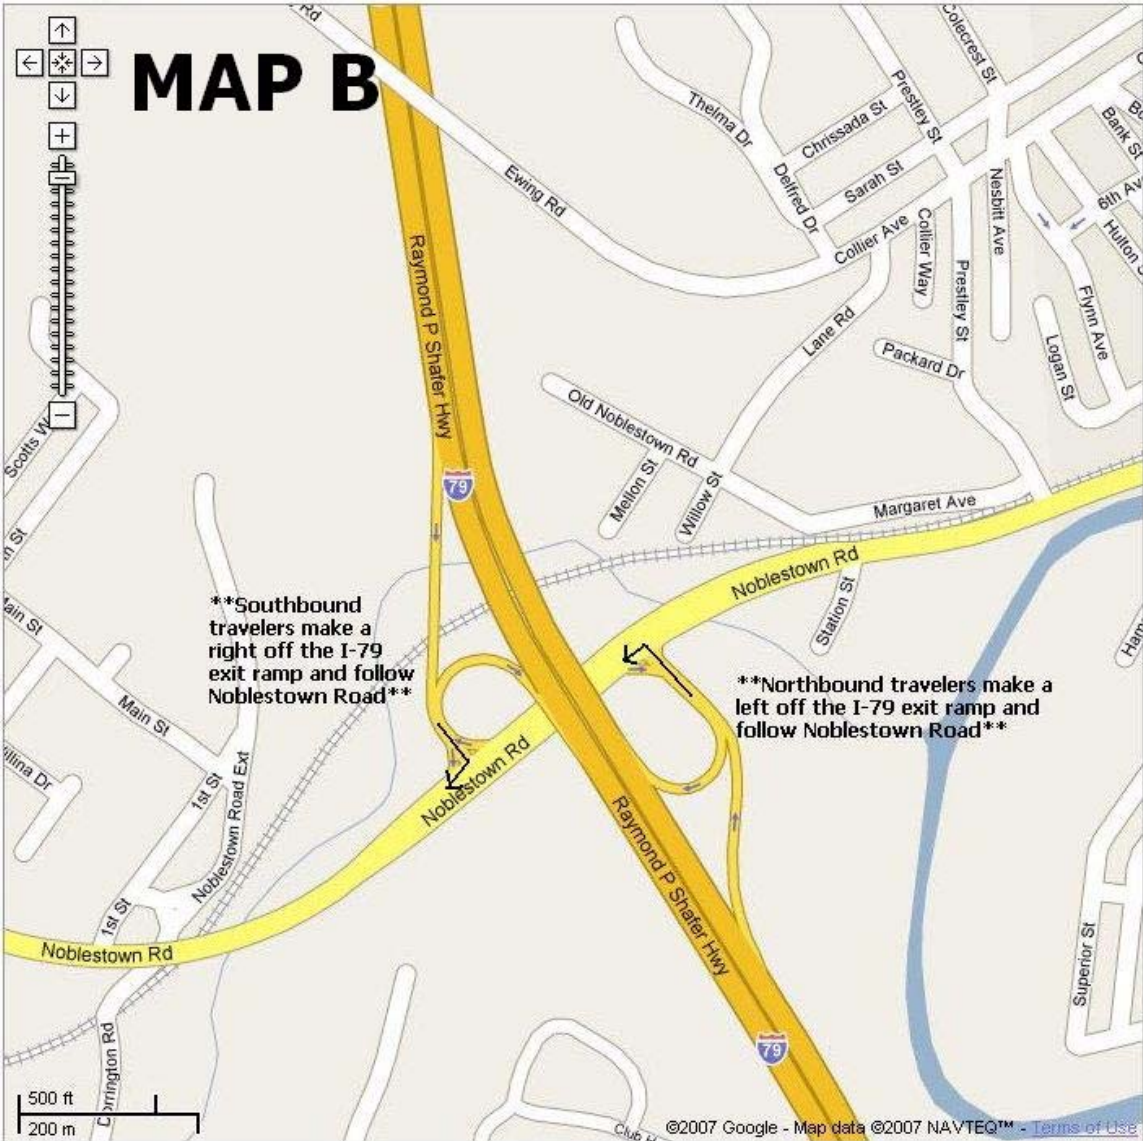 Rd
MAP B
Colecrest St
Prestley St
Thelma Dr
Chrissada St
Bank St
Sarah St
Delfred Dr
Nesbitt Ave
6th Av
Ewing Rd
Collier Ave
Collier Way
Hulton
Raymond P Shafer Hwy
Prestley St
Flynn Ave
Lane Rd
Packard Dr
Logan St
Old Noblestown Rd
Scotts W
79
Mellon St
Willow St
Margaret Ave
St
Noblestown Rd
Station St
**Southbound
travelers make a
right off the I-79
exit ramp and follow
Noblestown Road**
**Northbound travelers make a
left off the I-79 exit ramp and
follow Noblestown Road**
Main St
Main St
illina Dr
1st St
Noblestown Road Ext
Noblestown Rd
Raymond P Shafer Hwy
1st St
Noblestown Rd
Superior St
79
Dorrington Rd
500 ft
200 m
Club
©2007 Google - Map data ©2007 NAVTEQ™ - Terms of Use